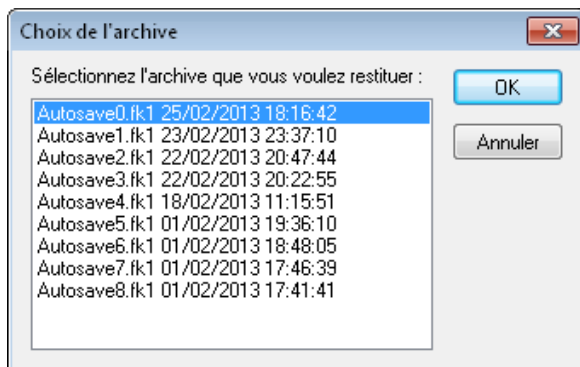 Choix de l'archive
Sélectionnez l'archive que vous voulez restituer :
Autosave0.fk1 25/02/2013 18:16:42
Autosave1.fk1 23/02/2013 23:37:10
Autosave2.fk1 22/02/2013 20:47:44
Autosave3.fk1 22/02/2013 20:22:55
Autosave4.fk1 18/02/2013 11:15:51
Autosave5.fk1 01/02/2013 19:36:10
Autosave6.fk1 01/02/2013 18:48:05
Autosave7.fk1 01/02/2013 17:46:39
Autosave8.fk1 01/02/2013 17:41:41
OK
Annuler